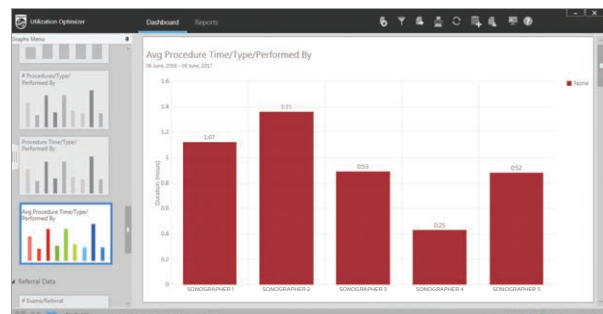 Utilization Optimizer
Dashboard
Reports
Graphs Menu
# Procedures/Type/
Performed By
Procedure Time/Type/
Performed By
Avg Procedure Time/Type/
Performed By
Referral Data
# Exams/Referral
Avg Procedure Time/Type/Performed By
06 June, 2016 - 06 June, 2017
None
Duration (Hours)
1.6
1.4
1.2
1
0.8
0.6
0.4
0.2
0
1:07
1:21
0:53
0:25
0:52
SONOGRAPHER 1
SONOGRAPHER 2
SONOGRAPHER 3
SONOGRAPHER 4
SONOGRAPHER 5